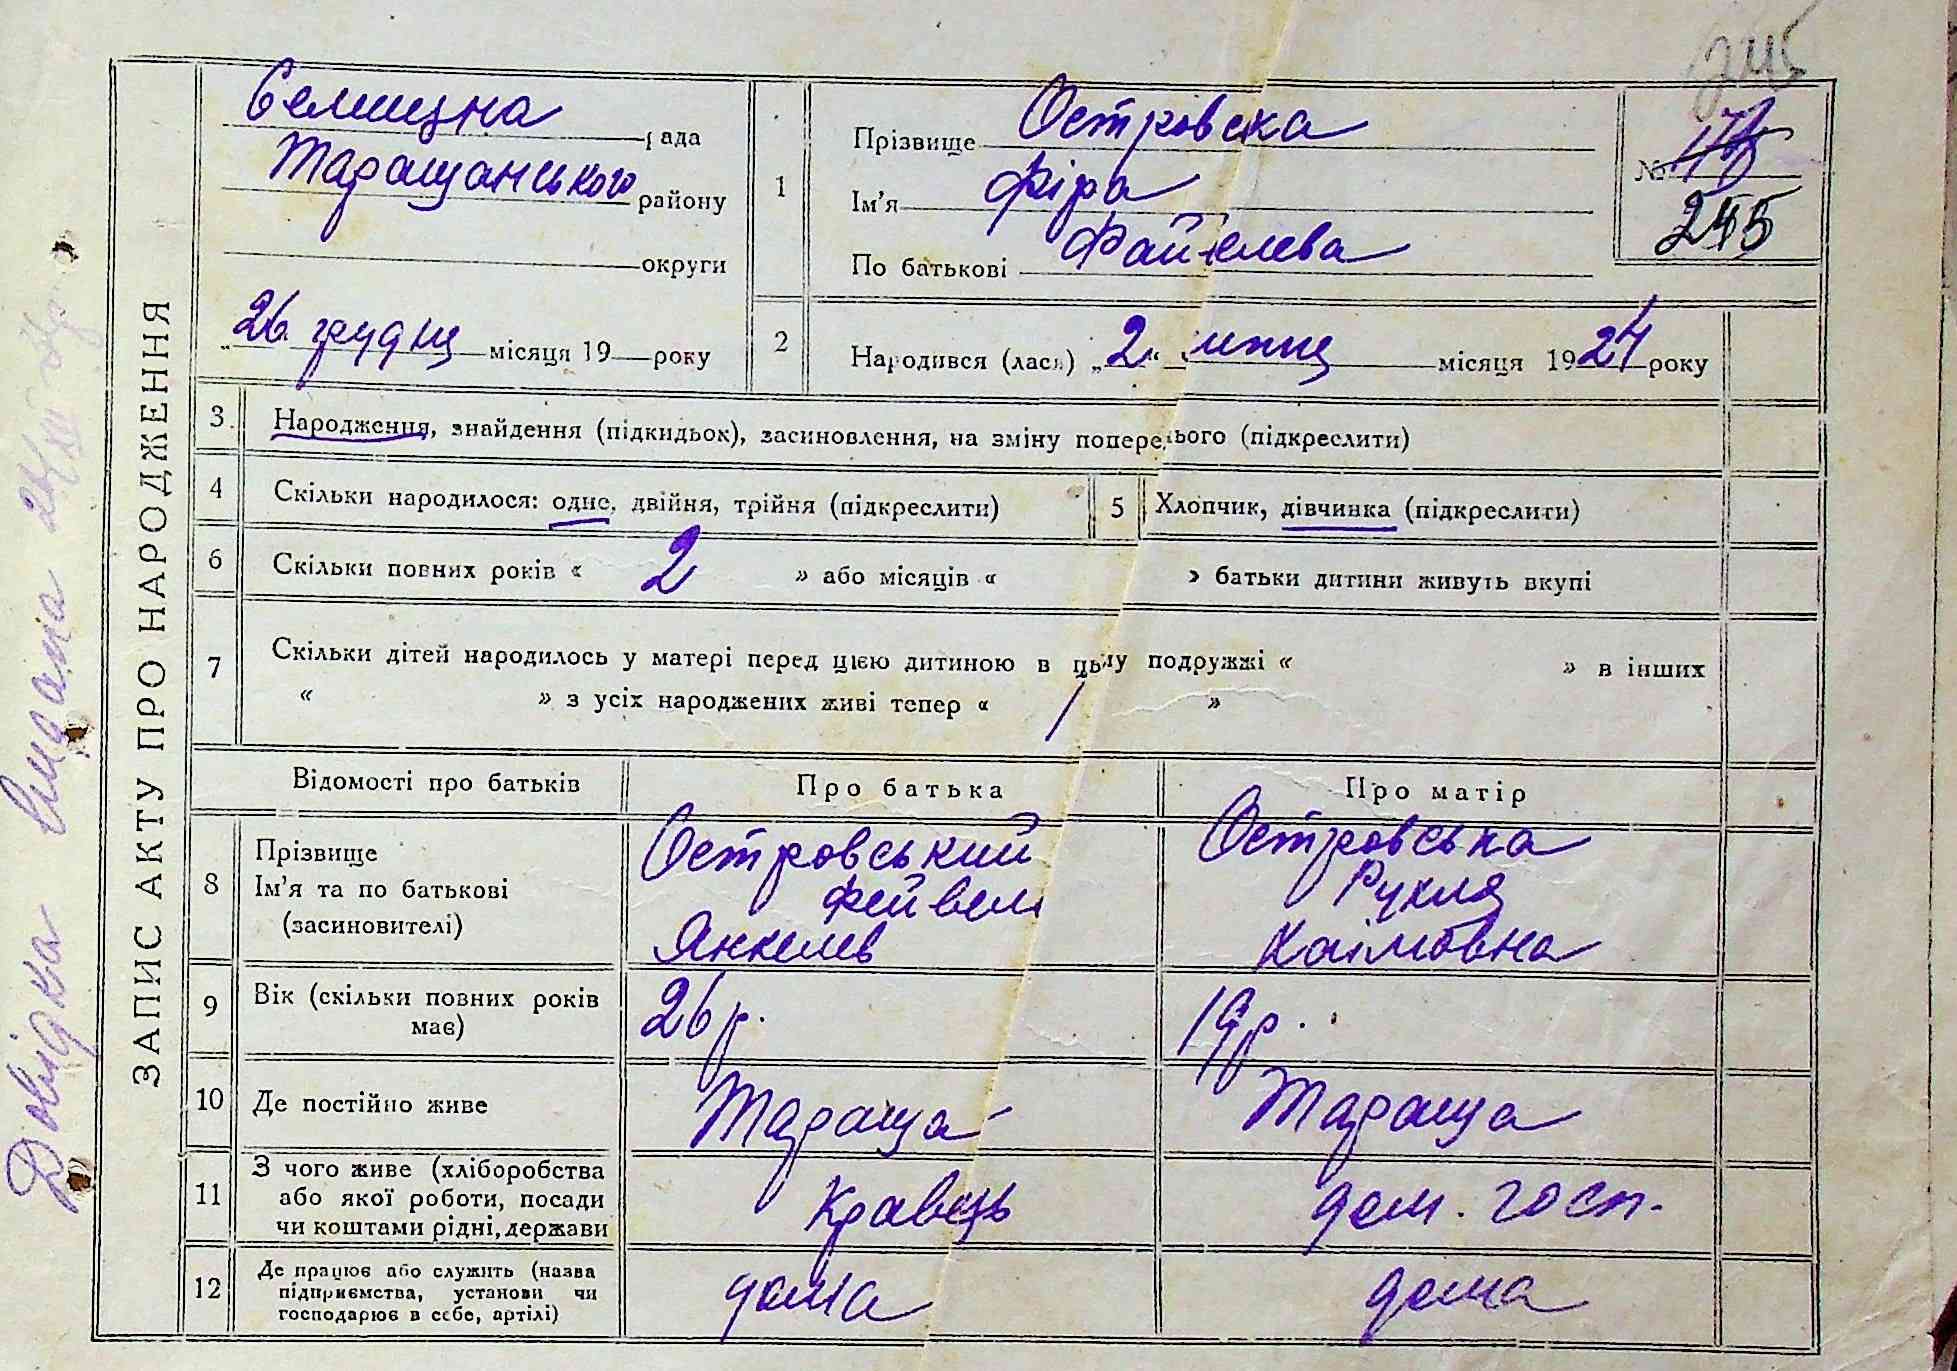 245
ЗАПИС АКТУ ПРО НАРОДЖЕННЯ
Селищна рада
Таращанського району
округи
26 грудня місяця 19 року
1
Прізвище Островска
Ім'я Фіра
По батькові Файвелева
№
245
2
Народився (лась) „2“ липня місяця 1924 року
3. Народження, знайдення (підкидьок), засиновлення, на зміну попереднього (підкреслити)
4 Скільки народилося: одне, двійня, трійня (підкреслити)
5 Хлопчик, дівчинка (підкреслити)
6 Скільки повних років « 2 » або місяців « » батьки дитини живуть вкупі
7 Скільки дітей народилось у матері перед цією дитиною в цьому подружжі « » в інших
« » з усіх народжених живі тепер « 1 »
Відомості про батьків
Про батька
Про матір
8
Прізвище
Ім'я та по батькові
(засиновителі)
Островський
Фейвел
Янкелев
Островська
Рухля
Хаімовна
9
Вік (скільки повних років
має)
26 р.
19 р.
10 Де постійно живе
Тараща
Тараща
11
З чого живе (хліборобства
або якої роботи, посади
чи коштами рідні, держави
Кравець
дом. госп.
12
Де працює або служить (назва
підприємства, установи чи
господарює в себе, артілі)
дома
дома
Довідка видана